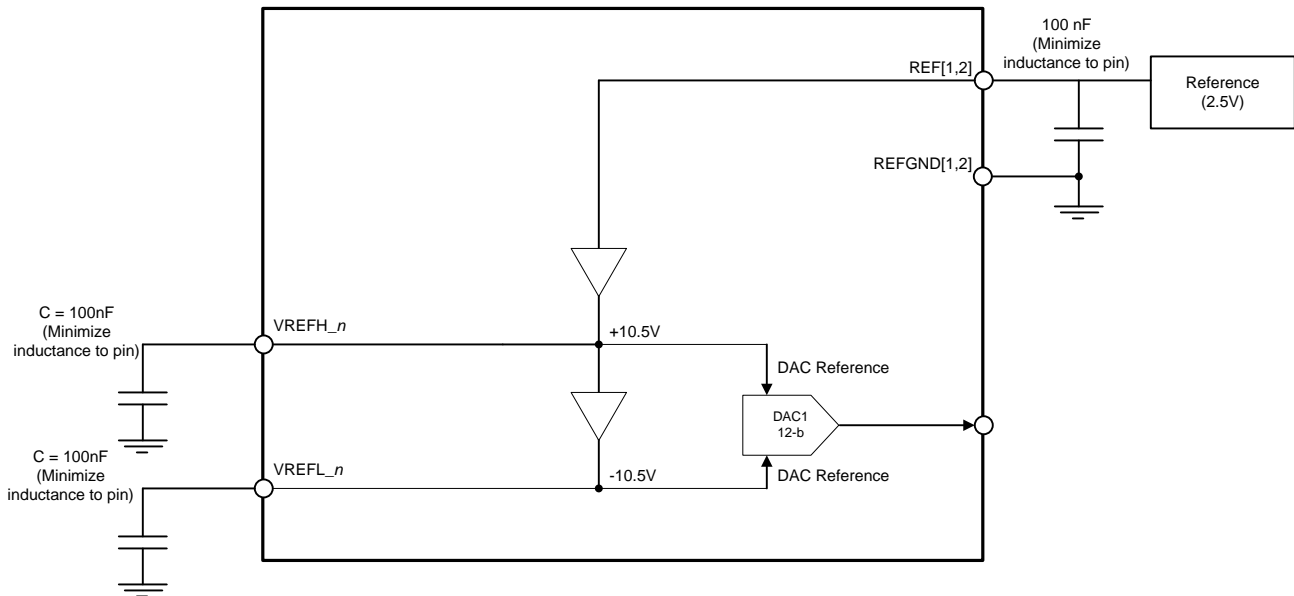 100 nF
(Minimize
inductance to pin)
REF[1,2]
Reference
(2.5V)
REFGND[1,2]
C = 100nF
(Minimize
inductance to pin)
VREFH_n
+10.5V
DAC Reference
DAC1
12-b
C = 100nF
(Minimize
inductance to pin)
VREFL_n
-10.5V
DAC Reference